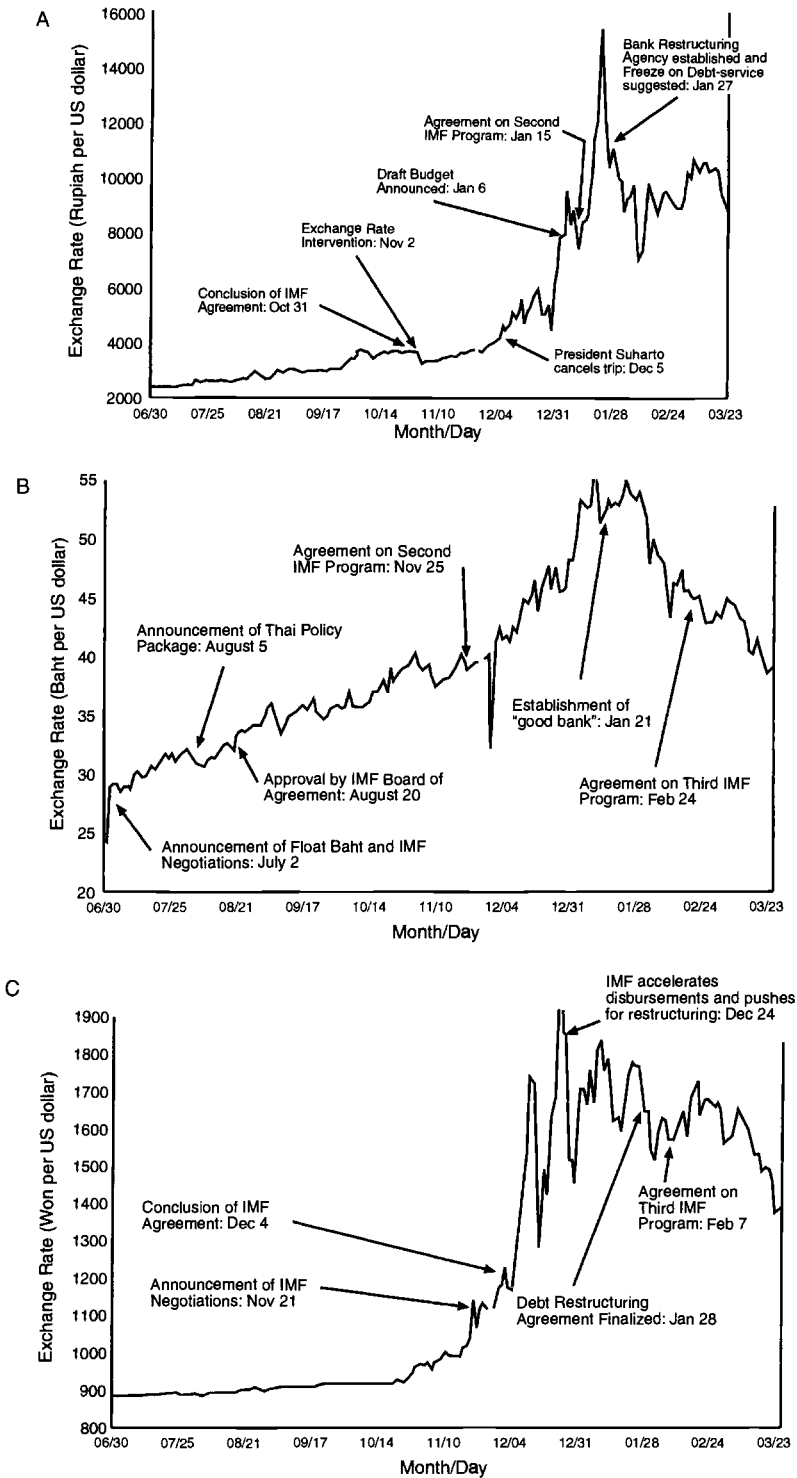 A
Exchange Rate (Rupiah per US dollar)
16000
14000
12000
10000
8000
6000
4000
2000
Bank Restructuring
Agency established and
Freeze on Debt-service
suggested: Jan 27
Agreement on Second
IMF Program: Jan 15
Draft Budget
Announced: Jan 6
Exchange Rate
Intervention: Nov 2
Conclusion of IMF
Agreement: Oct 31
President Suharto
cancels trip: Dec 5
06/30 07/25 08/21 09/17 10/14 11/10 12/04 12/31 01/28 02/24 03/23
Month/Day
B
Exchange Rate (Baht per US dollar)
55
50
45
40
35
30
25
20
Agreement on Second
IMF Program: Nov 25
Announcement of Thai Policy
Package: August 5
Establishment of
"good bank": Jan 21
Approval by IMF Board of
Agreement: August 20
Agreement on Third IMF
Program: Feb 24
Announcement of Float Baht and IMF
Negotiations: July 2
06/30 07/25 08/21 09/17 10/14 11/10 12/04 12/31 01/28 02/24 03/23
Month/Day
C
Exchange Rate (Won per US dollar)
1900
1800
1700
1600
1500
1400
1300
1200
1100
1000
900
800
IMF accelerates
disbursements and pushes
for restructuring: Dec 24
Conclusion of IMF
Agreement: Dec 4
Agreement on
Third IMF
Program: Feb 7
Announcement of IMF
Negotiations: Nov 21
Debt Restructuring
Agreement Finalized: Jan 28
06/30 07/25 08/21 09/17 10/14 11/10 12/04 12/31 01/28 02/24 03/23
Month/Day